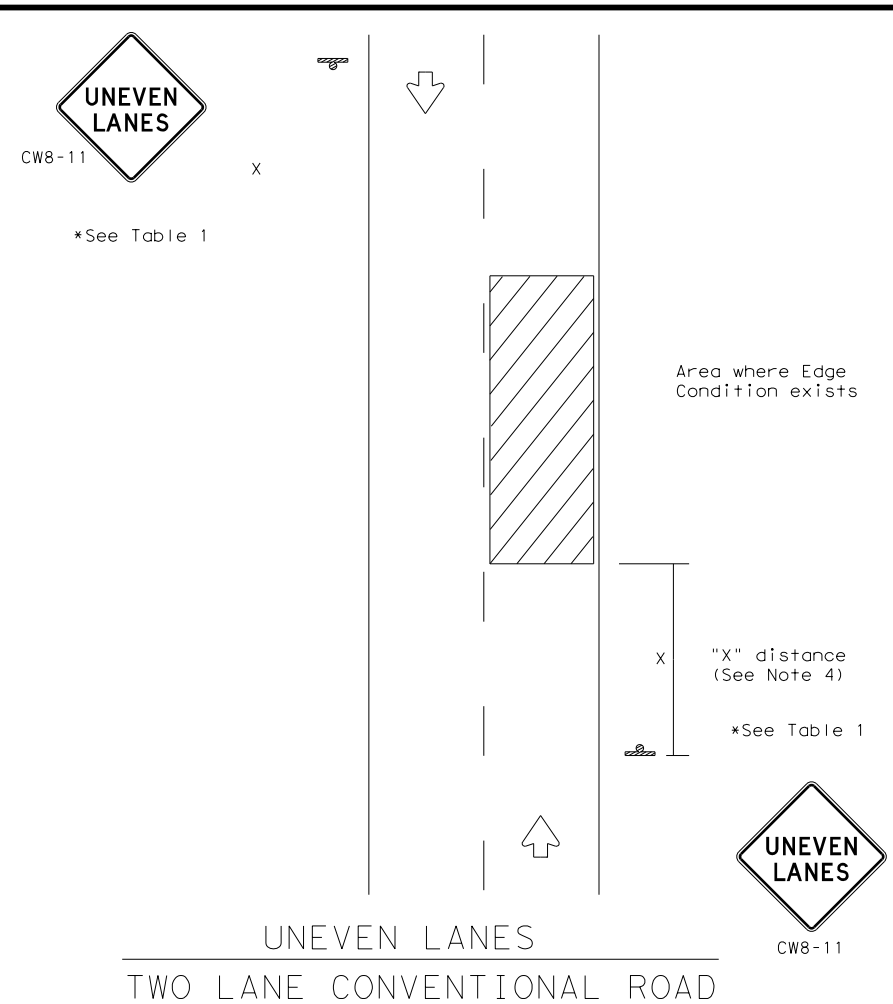 UNEVEN
LANES
CW8-11
X
*See Table 1
Area where Edge
Condition exists
X
"X" distance
(See Note 4)
*See Table 1
UNEVEN
LANES
CW8-11
UNEVEN LANES
TWO LANE CONVENTIONAL ROAD